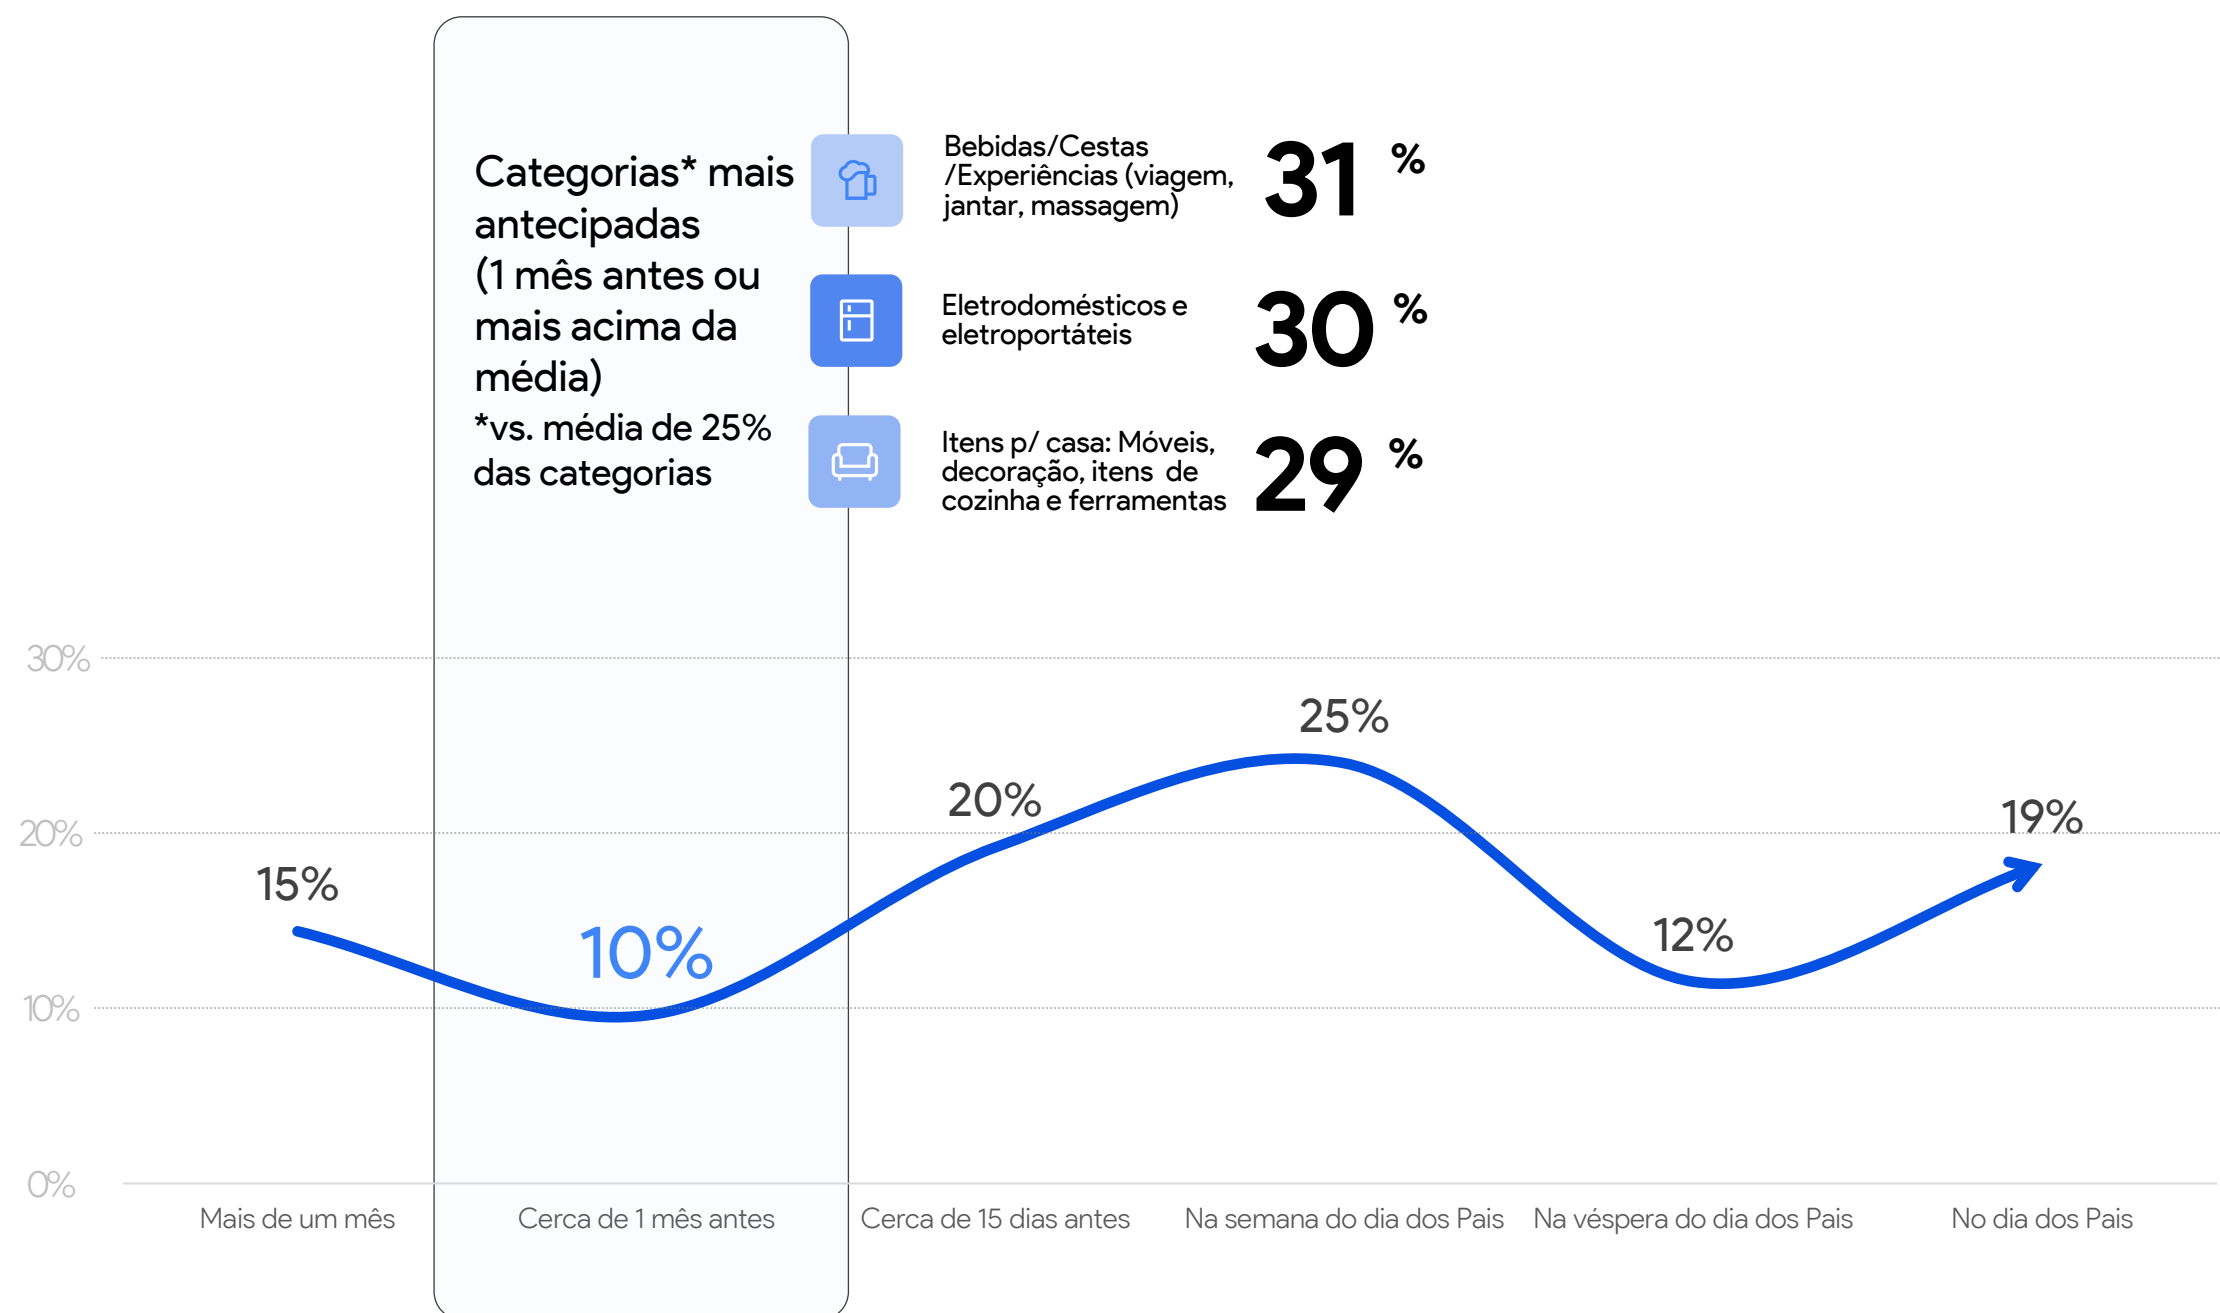 Categorias* mais
antecipadas
(1 mês antes ou
mais acima da
média)
*vs. média de 25%
das categorias
Bebidas/Cestas
/Experiências (viagem,
jantar, massagem)
31 %
Eletrodomésticos e
eletroportáteis
30 %
Itens p/ casa: Móveis,
decoração, itens de
cozinha e ferramentas
29 %
30%
20%
10%
0%
15%
10%
20%
25%
12%
19%
Mais de um mês
Cerca de 1 mês antes
Cerca de 15 dias antes
Na semana do dia dos Pais
Na véspera do dia dos Pais
No dia dos Pais